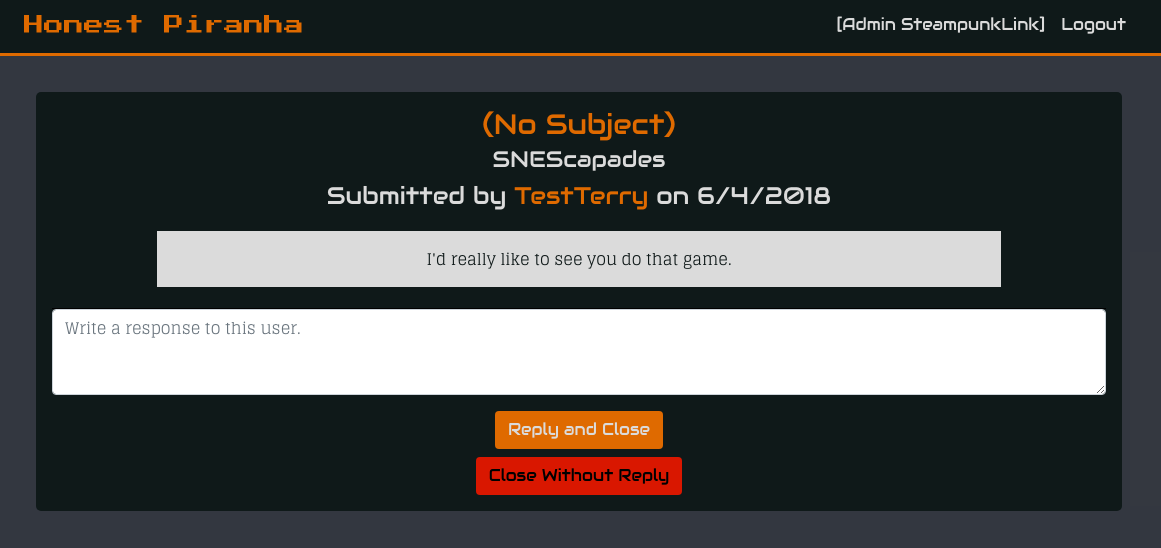 Honest Piranha
[Admin SteampunkLink] Logout
(No Subject)
SNEScapades
Submitted by TestTerry on 6/4/2018
I'd really like to see you do that game.
Write a response to this user.
Reply and Close
Close Without Reply